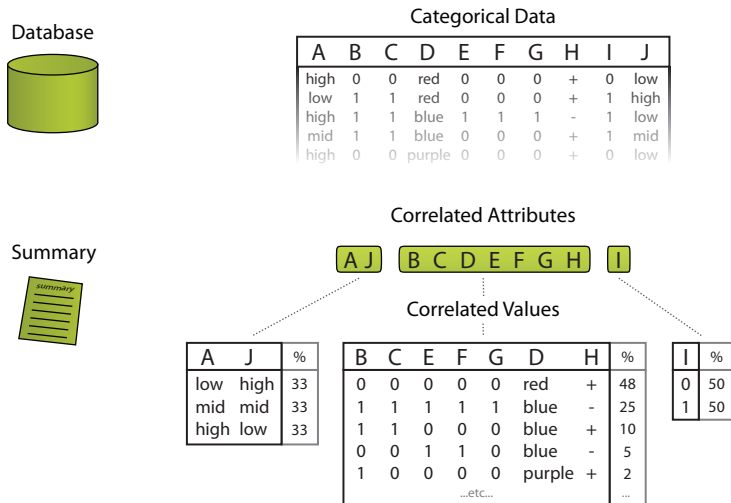 Database
Categorical Data
A B C D E F G H I J
high 0 0 red 0 0 0 + 0 low
low 1 1 red 0 0 0 + 1 high
high 1 1 blue 1 1 1 - 1 low
mid 1 1 blue 0 0 0 + 1 mid
high 0 0 purple 0 0 0 + 0 low
Correlated Attributes
Summary
A J B C D E F G H I
summary
Correlated Values
A J %
low high 33
mid mid 33
high low 33
B C E F G D H %
0 0 0 0 0 red + 48
1 1 1 1 1 blue - 25
1 1 0 0 0 blue + 10
0 0 1 1 0 blue - 5
1 0 0 0 0 purple + 2
...etc... ...
I %
0 50
1 50